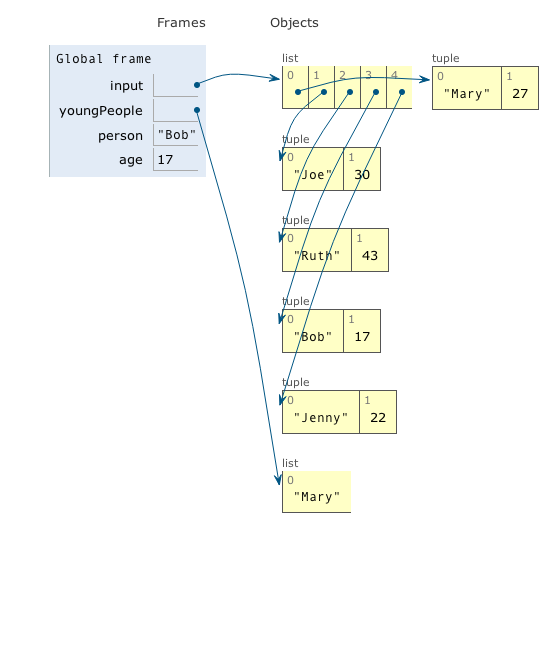 Frames Objects
Global frame
input
youngPeople
person "Bob"
age 17
list
0 1 2 3 4
tuple
0 1
"Mary" 27
tuple
0 1
"Joe" 30
tuple
0 1
"Ruth" 43
tuple
0 1
"Bob" 17
tuple
0 1
"Jenny" 22
list
0
"Mary"